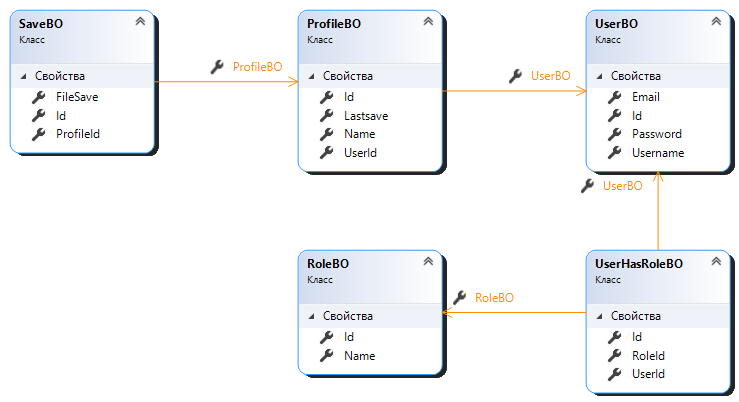 SaveBO
Класс
Свойства
FileSave
Id
ProfileId
ProfileBO
ProfileBO
Класс
Свойства
Id
Lastsave
Name
UserId
UserBO
UserBO
Класс
Свойства
Email
Id
Password
Username
UserBO
RoleBO
Класс
Свойства
Id
Name
RoleBO
UserHasRoleBO
Класс
Свойства
Id
RoleId
UserId